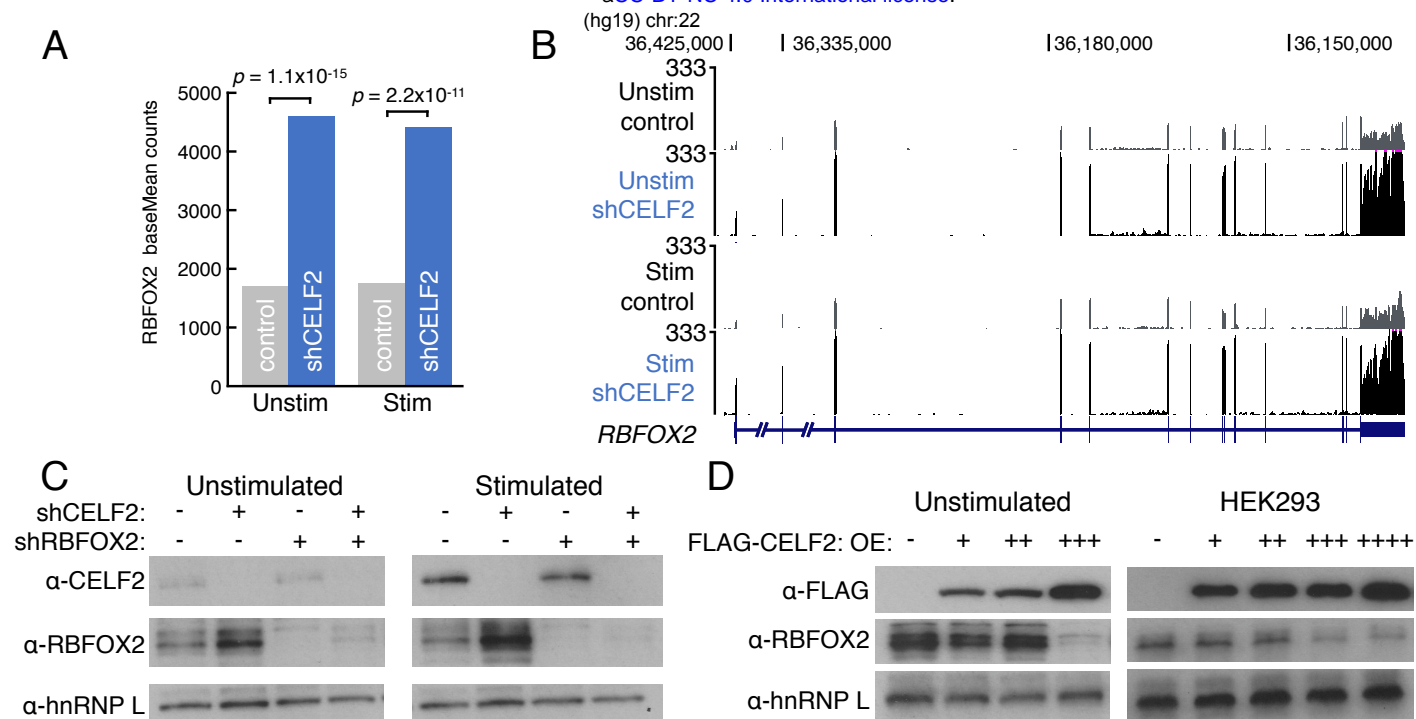 (hg19) chr:22
A
B
36,425,000
36,335,000
36,180,000
36,150,000
p = 1.1x10-15
p = 2.2x10-11
RBFOX2 baseMean counts
5000
4000
3000
2000
1000
0
control
shCELF2
control
shCELF2
Unstim
Stim
333
Unstim
control
333
Unstim
shCELF2
333
Stim
control
333
Stim
shCELF2
RBFOX2
C
Unstimulated
Stimulated
shCELF2: - + - + - + - +
shRBFOX2: - - + + - - + +
α-CELF2
α-RBFOX2
α-hnRNP L
D
Unstimulated
HEK293
FLAG-CELF2: OE: - + ++ +++ - + ++ +++ ++++
α-FLAG
α-RBFOX2
α-hnRNP L